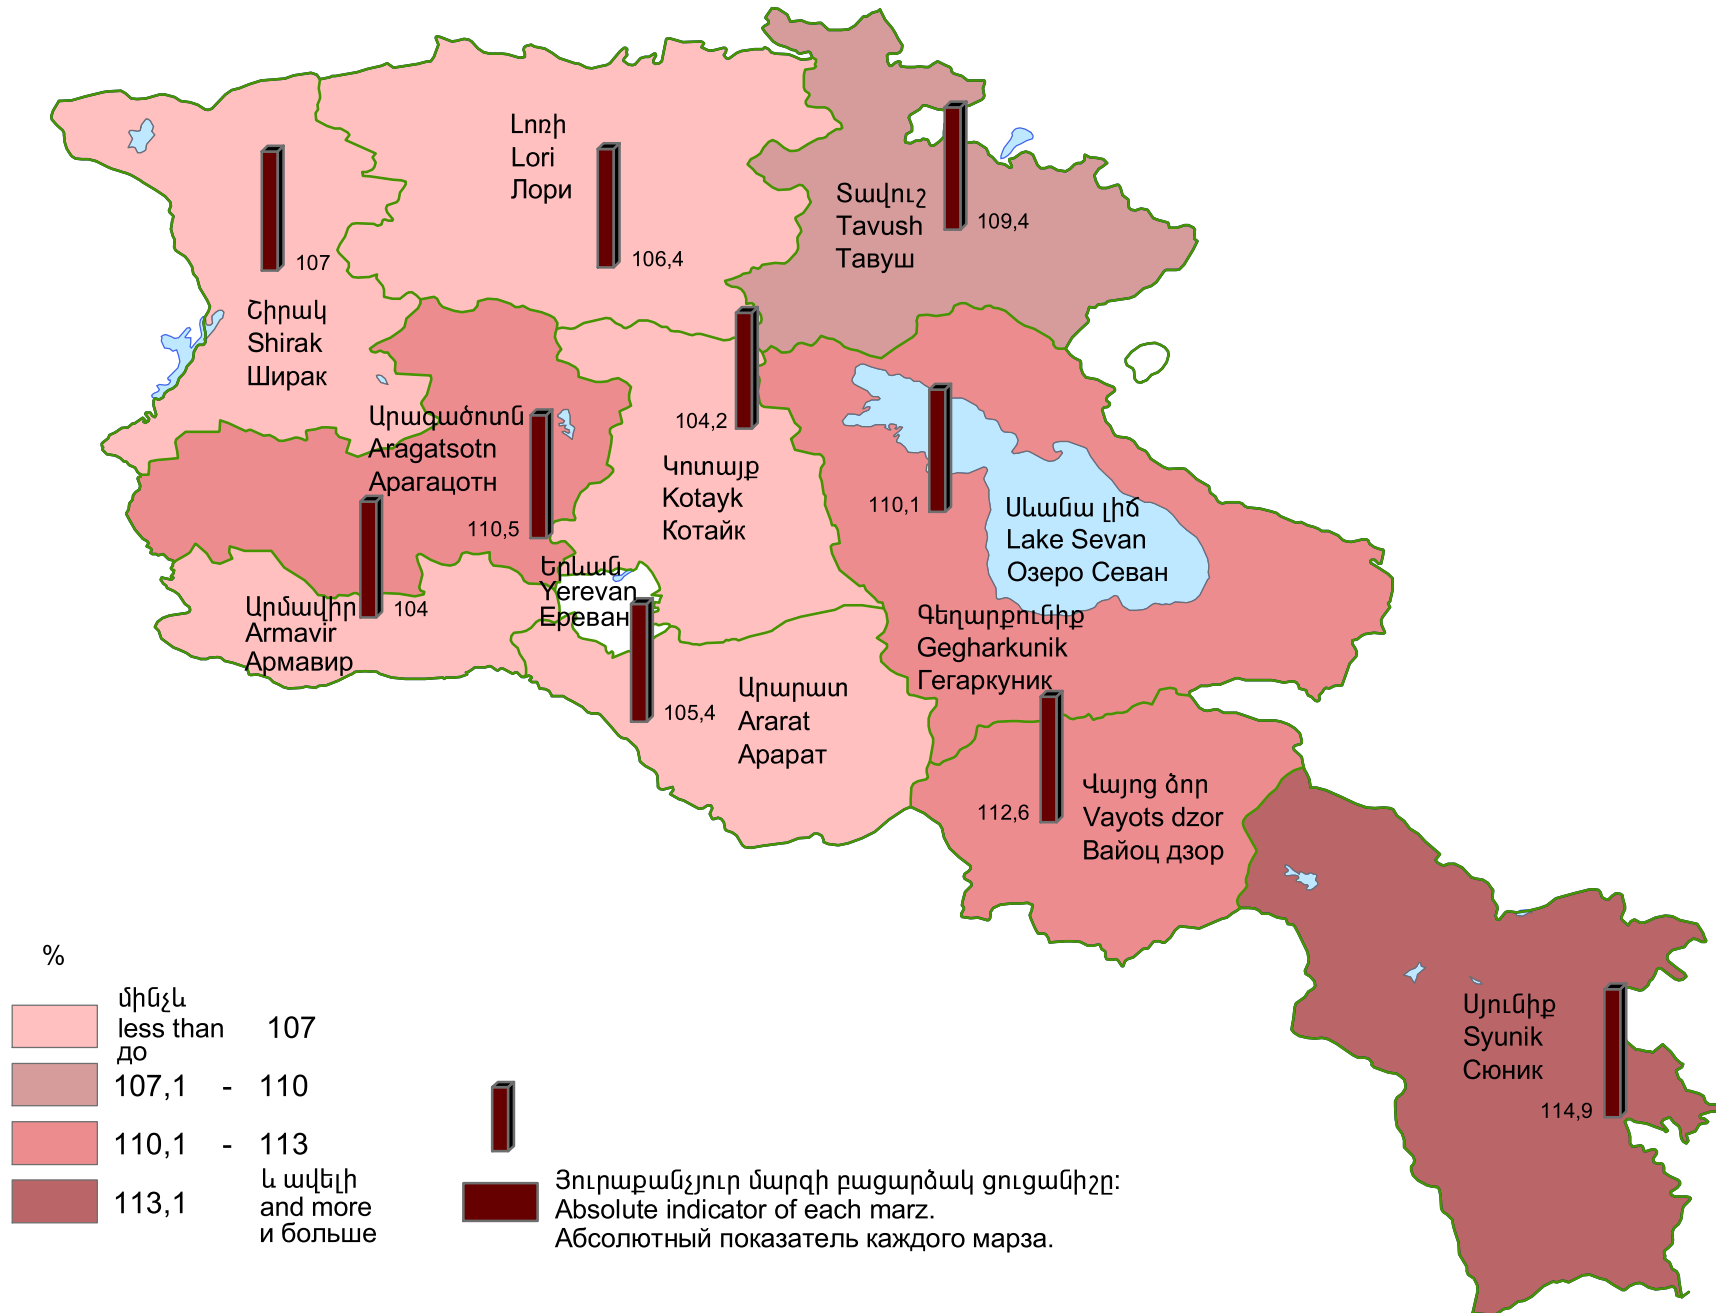 Լոռի
Lori
Лори
106,4
Տավուշ
Tavush
Тавуш
109,4
107
Շիրակ
Shirak
Ширак
Արագածոտն
Aragatsotn
Арагацотн
110,5
104,2
Կոտայք
Kotayk
Котайк
110,1
Սևանա լիճ
Lake Sevan
Озеро Севан
Երևան
Yerevan
Ереван
Արմավիր
Armavir
Армавир
104
Գեղարքունիք
Gegharkunik
Гегаркуник
105,4
Արարատ
Ararat
Арарат
112,6
Վայոց ձոր
Vayots dzor
Вайоц дзор
Սյունիք
Syunik
Сюник
114,9
%
մինչև
less than 107
до
107,1 - 110
110,1 - 113
113,1 և ավելի
and more
и больше
Յուրաքանչյուր մարզի բացարձակ ցուցանիշը:
Absolute indicator of each marz.
Абсолютный показатель каждого марза.